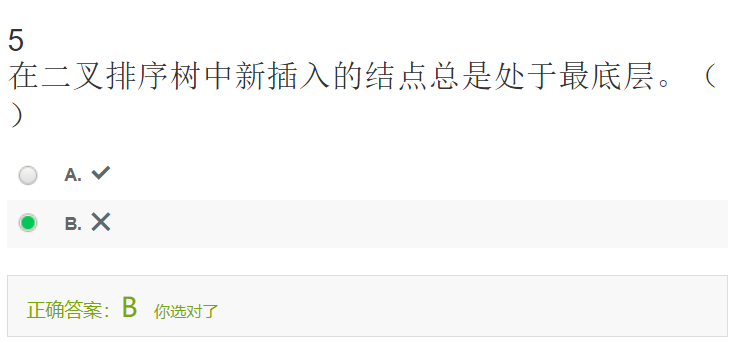 5
在二叉排序树中新插入的结点总是处于最底层。（
）
A. ✔
B. ✕
正确答案：B 你选对了